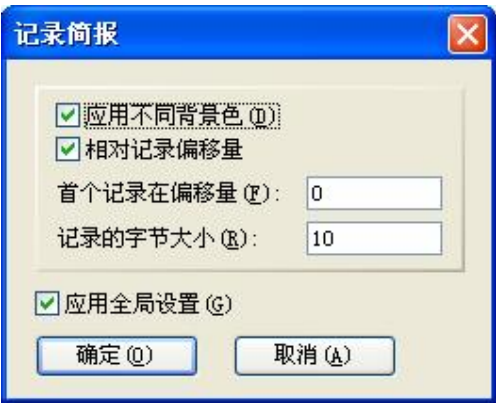 记录简报
应用不同背景色(D)
相对记录偏移量
首个记录在偏移量(F): 0
记录的字节大小(R): 10
应用全局设置(G)
确定(O) 取消(A)